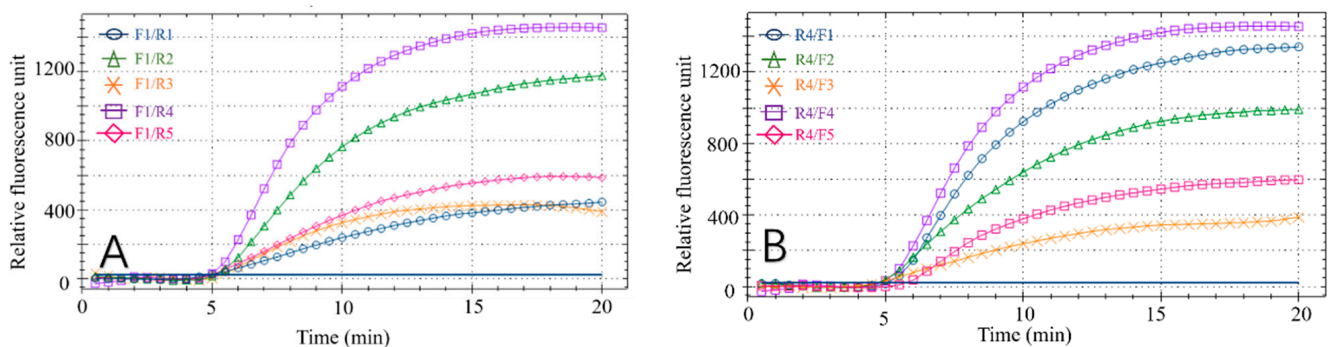 A
Relative fluorescence unit
1200
800
400
0
F1/R1
F1/R2
F1/R3
F1/R4
F1/R5
0
5
10
15
20
Time (min)
B
Relative fluorescence unit
1200
800
400
0
R4/F1
R4/F2
R4/F3
R4/F4
R4/F5
0
5
10
15
20
Time (min)